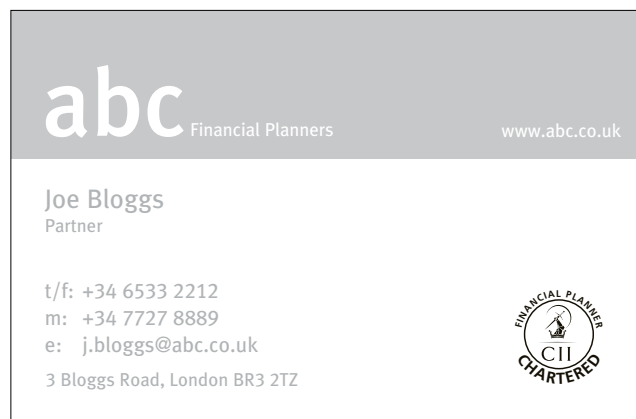 abc Financial Planners www.abc.co.uk
Joe Bloggs
Partner
t/f: +34 6533 2212
m: +34 7727 8889
e: j.bloggs@abc.co.uk
3 Bloggs Road, London BR3 2TZ
FINANCIAL PLANNER
CII
CHARTERED